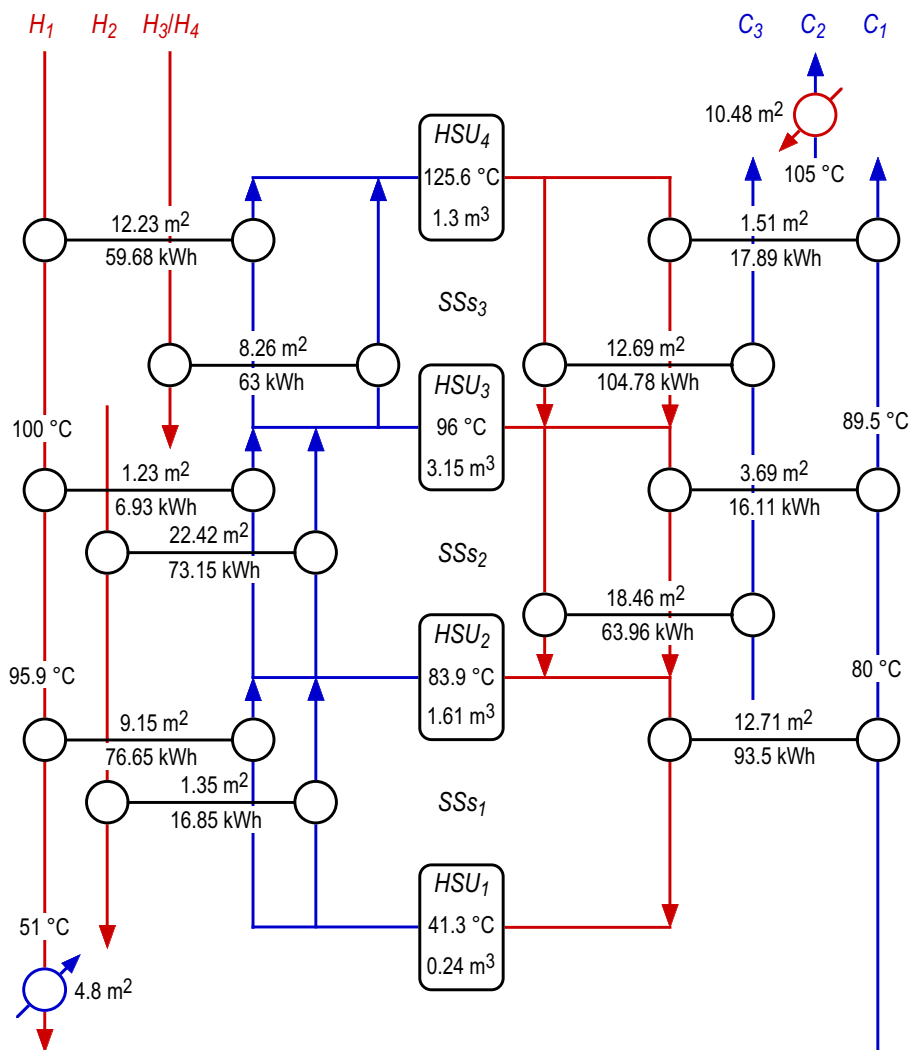 H1 H2 H3/H4 C3 C2 C1
10.48 m2
105 °C
HSU4
125.6 °C
1.3 m3
12.23 m2
59.68 kWh
1.51 m2
17.89 kWh
SSs3
8.26 m2
63 kWh
12.69 m2
104.78 kWh
HSU3
96 °C
3.15 m3
100 °C
89.5 °C
1.23 m2
6.93 kWh
3.69 m2
16.11 kWh
22.42 m2
73.15 kWh
SSs2
18.46 m2
63.96 kWh
HSU2
83.9 °C
1.61 m3
95.9 °C
80 °C
9.15 m2
76.65 kWh
12.71 m2
93.5 kWh
1.35 m2
16.85 kWh
SSs1
HSU1
41.3 °C
0.24 m3
51 °C
4.8 m2